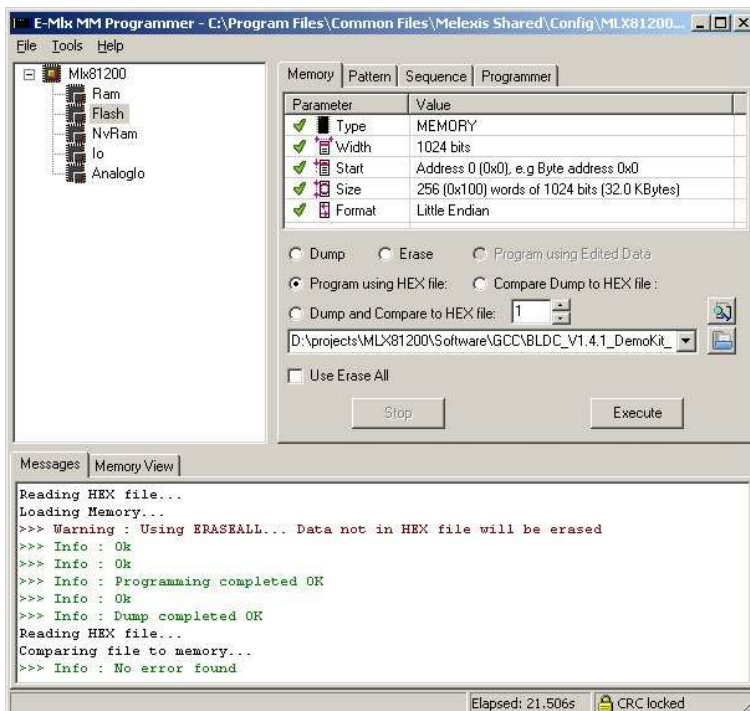 E-Mlx MM Programmer - C:\Program Files\Common Files\Melexis Shared\Config\MLX81200...
File Tools Help
Mlx81200
Ram
Flash
NvRam
Io
AnalogIo
Memory Pattern Sequence Programmer
Parameter Value
Type MEMORY
Width 1024 bits
Start Address 0 (0x0), e.g Byte address 0x0
Size 256 (0x100) words of 1024 bits (32.0 KBytes)
Format Little Endian
Dump Erase Program using Edited Data
Program using HEX file: Compare Dump to HEX file :
Dump and Compare to HEX file: 1
D:\projects\MLX81200\Software\GCC\BLDC_V1.4.1_DemoKit_
Use Erase All
Stop Execute
Messages Memory View
Reading HEX file...
Loading Memory...
>>> Warning : Using ERASEALL... Data not in HEX file will be erased
>>> Info : Ok
>>> Info : Ok
>>> Info : Programming completed OK
>>> Info : Ok
>>> Info : Dump completed OK
Reading HEX file...
Comparing file to memory...
>>> Info : No error found
Elapsed: 21.506s CRC locked